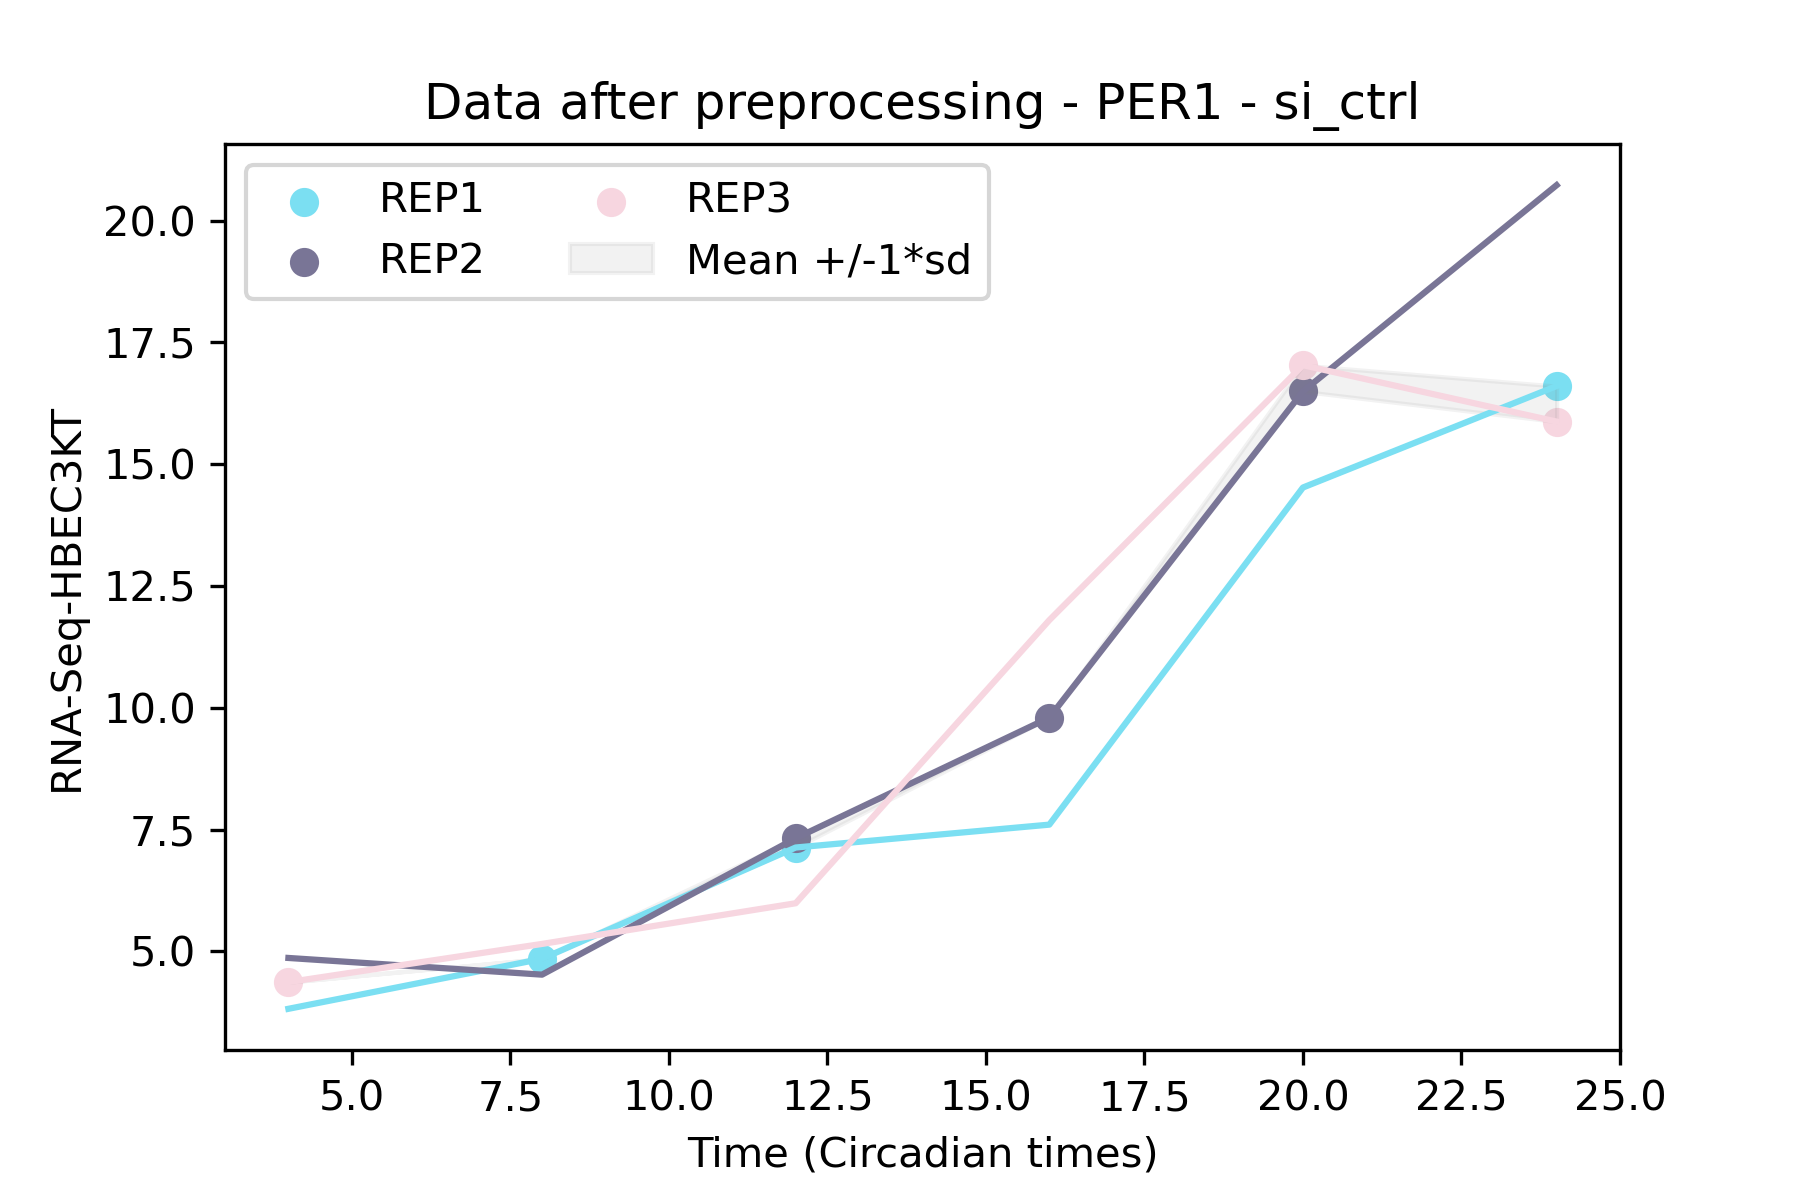 Data after preprocessing - PER1 - si_ctrl
REP1
REP2
REP3
Mean +/-1*sd
RNA-Seq-HBEC3KT
20.0
17.5
15.0
12.5
10.0
7.5
5.0
5.0 7.5 10.0 12.5 15.0 17.5 20.0 22.5 25.0
Time (Circadian times)